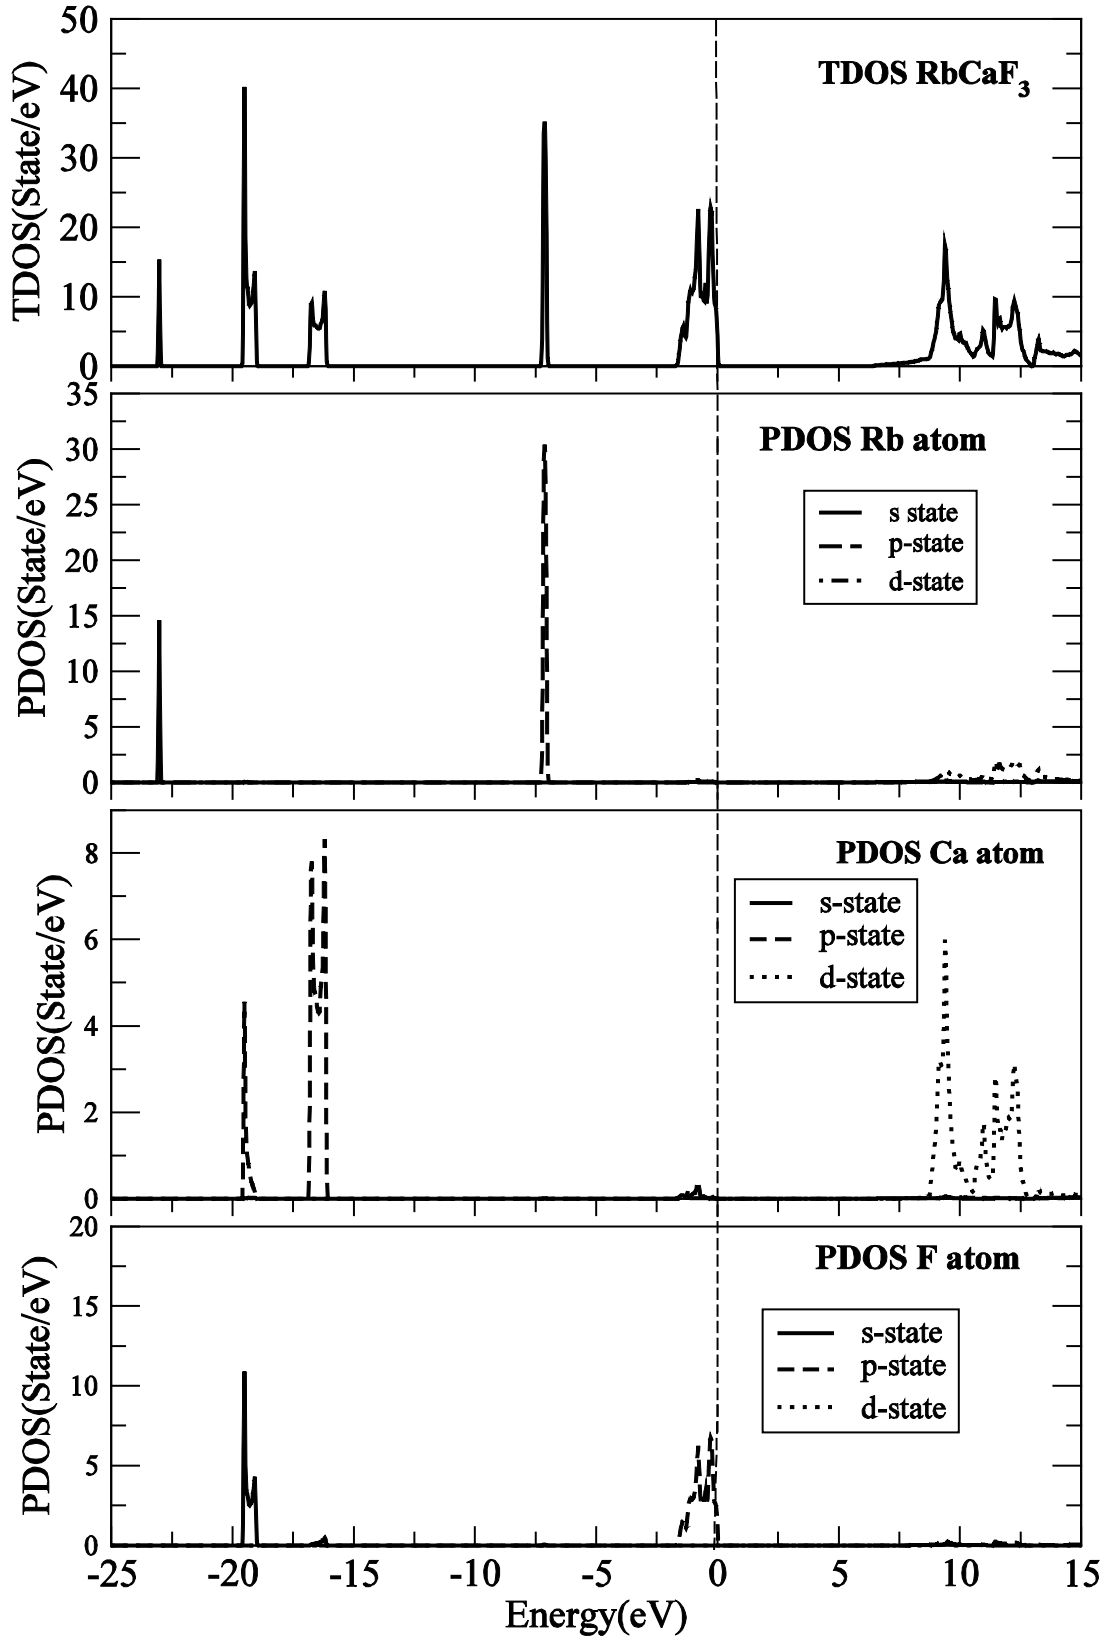 50
40
30
20
10
0
TDOS(State/eV)
TDOS RbCaF3
35
30
25
20
15
10
5
0
PDOS(State/eV)
PDOS Rb atom
s state
p-state
d-state
8
6
4
2
0
PDOS(State/eV)
PDOS Ca atom
s-state
p-state
d-state
20
15
10
5
0
PDOS(State/eV)
PDOS F atom
s-state
p-state
d-state
-25 -20 -15 -10 -5 0 5 10 15
Energy(eV)